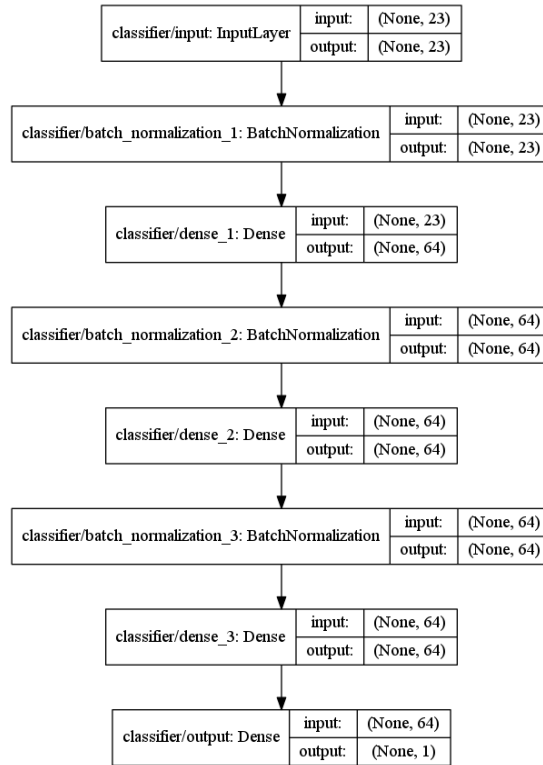 classifier/input: InputLayer
input: (None, 23)
output: (None, 23)
classifier/batch_normalization_1: BatchNormalization
input: (None, 23)
output: (None, 23)
classifier/dense_1: Dense
input: (None, 23)
output: (None, 64)
classifier/batch_normalization_2: BatchNormalization
input: (None, 64)
output: (None, 64)
classifier/dense_2: Dense
input: (None, 64)
output: (None, 64)
classifier/batch_normalization_3: BatchNormalization
input: (None, 64)
output: (None, 64)
classifier/dense_3: Dense
input: (None, 64)
output: (None, 64)
classifier/output: Dense
input: (None, 64)
output: (None, 1)